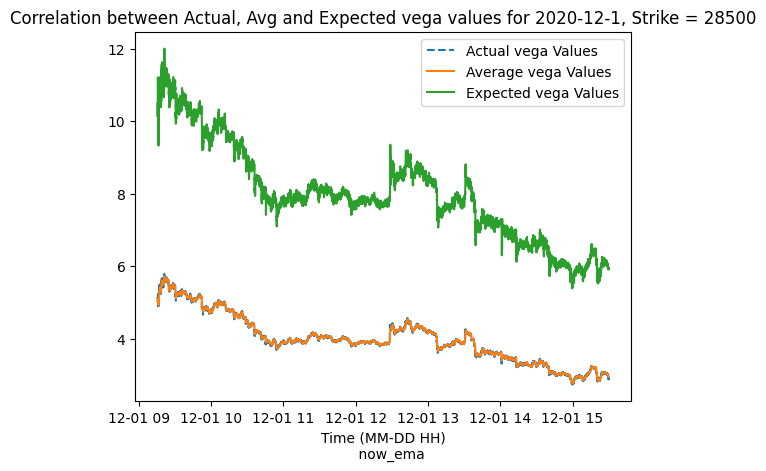 Correlation between Actual, Avg and Expected vega values for 2020-12-1, Strike = 28500
Actual vega Values
Average vega Values
Expected vega Values
12
10
8
6
4
12-01 09 12-01 10 12-01 11 12-01 12 12-01 13 12-01 14 12-01 15
Time (MM-DD HH)
now_ema